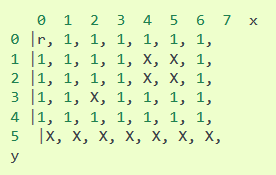 0  1  2  3  4  5  6  7  x
0 |r, 1, 1, 1, 1, 1, 1,
1 |1, 1, 1, 1, X, X, 1,
2 |1, 1, 1, 1, X, X, 1,
3 |1, 1, X, 1, 1, 1, 1,
4 |1, 1, 1, 1, 1, 1, 1,
5  |X, X, X, X, X, X, X,
y